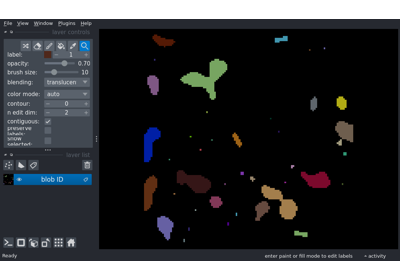 File View Window Plugins Help
layer controls
label: 1
opacity: 0.70
brush size: 10
blending: translucen
color mode: auto
contour: 0
n edit dim: 2
contiguous: ✓
preserve labels:
show selected:
layer list
blob ID
enter paint or fill mode to edit labels
activity